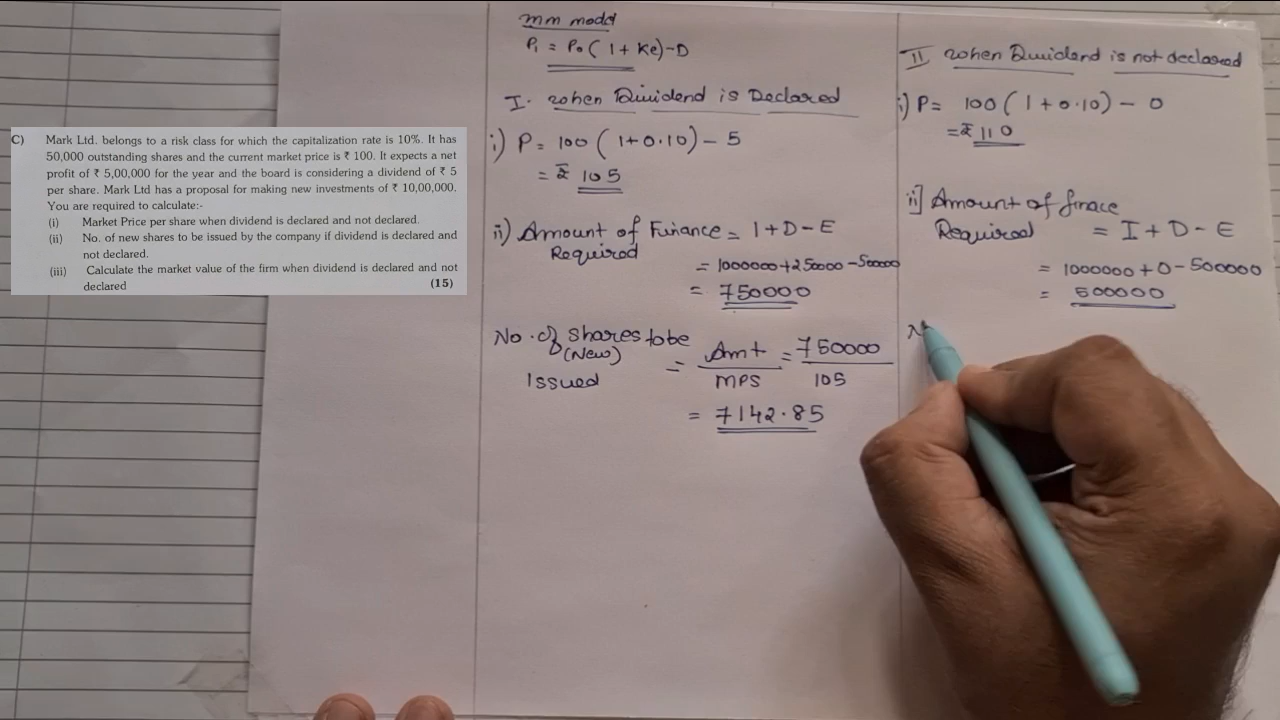 C) Mark Ltd. belongs to a risk class for which the capitalization rate is 10%. It has
50,000 outstanding shares and the current market price is ₹ 100. It expects a net
profit of ₹ 5,00,000 for the year and the board is considering a dividend of ₹ 5
per share. Mark Ltd has a proposal for making new investments of ₹ 10,00,000.
You are required to calculate:-
(i) Market Price per share when dividend is declared and not declared.
(ii) No. of new shares to be issued by the company if dividend is declared and
not declared.
(iii) Calculate the market value of the firm when dividend is declared and not
declared (15)
mm model
P₁ = P₀ ( 1 + Ke) - D
I. when Dividend is Declared
i) P = 100 ( 1+0.10) - 5
= ₹ 105
ii) Amount of Finance = I + D - E
Required
= 1000000+250000-500000
= 750000
No. of shares to be
(New)
Issued
= Amt = 750000
MPS 105
= 7142.85
II when Dividend is not declared
i) P = 100 ( 1 + 0.10) - 0
= ₹ 110
ii] Amount of finace
Required = I + D - E
= 1000000 + 0 - 500000
= 500000
N